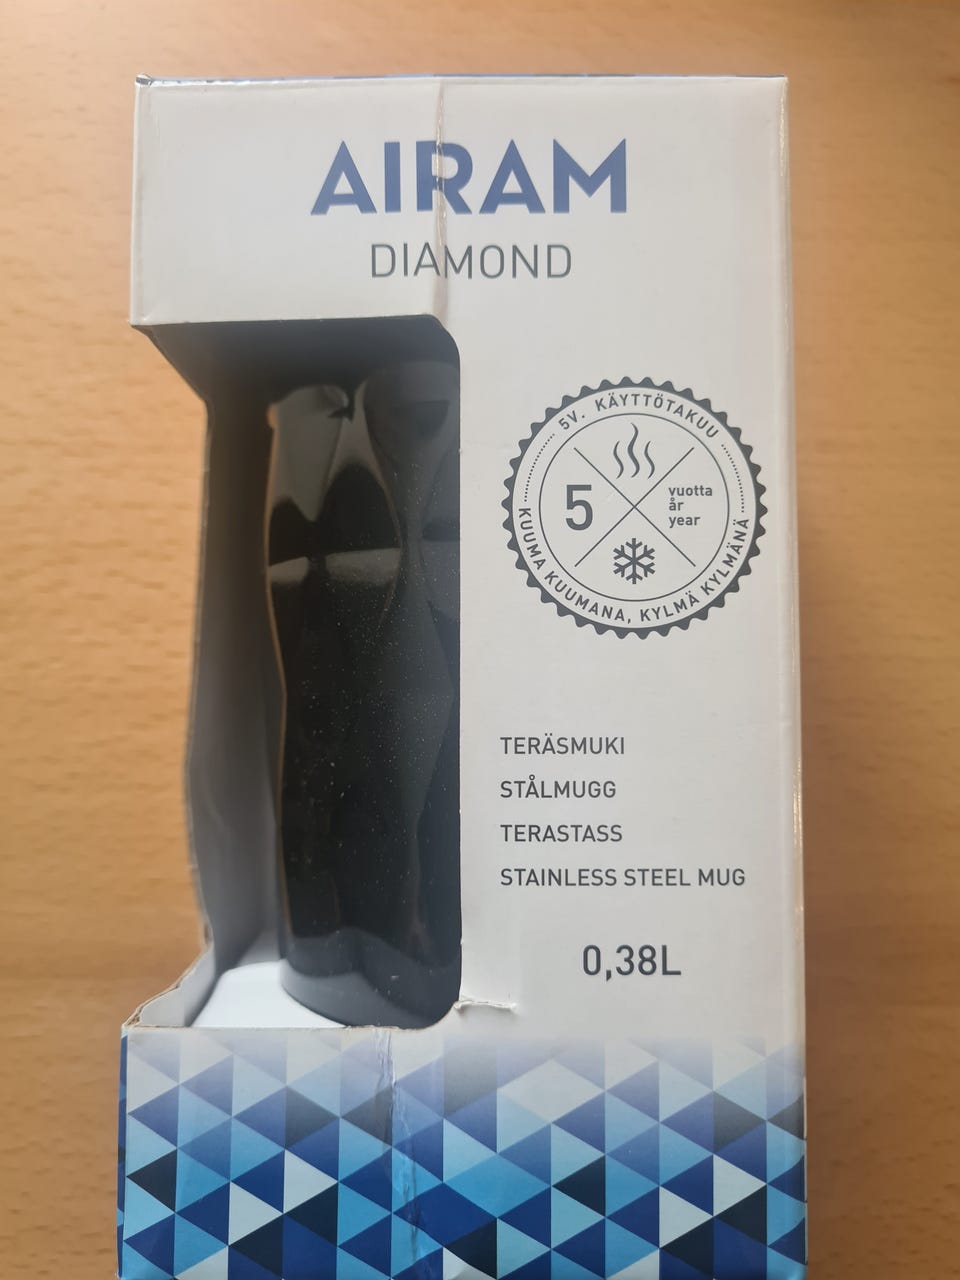 AIRAM
DIAMOND
5V. KÄYTTÖTAKUU
5
vuotta
år
year
KUUMA KUUMANA, KYLMÄ KYLMÄNÄ
TERÄSMUKI
STÅLMUGG
TERASTASS
STAINLESS STEEL MUG
0,38L